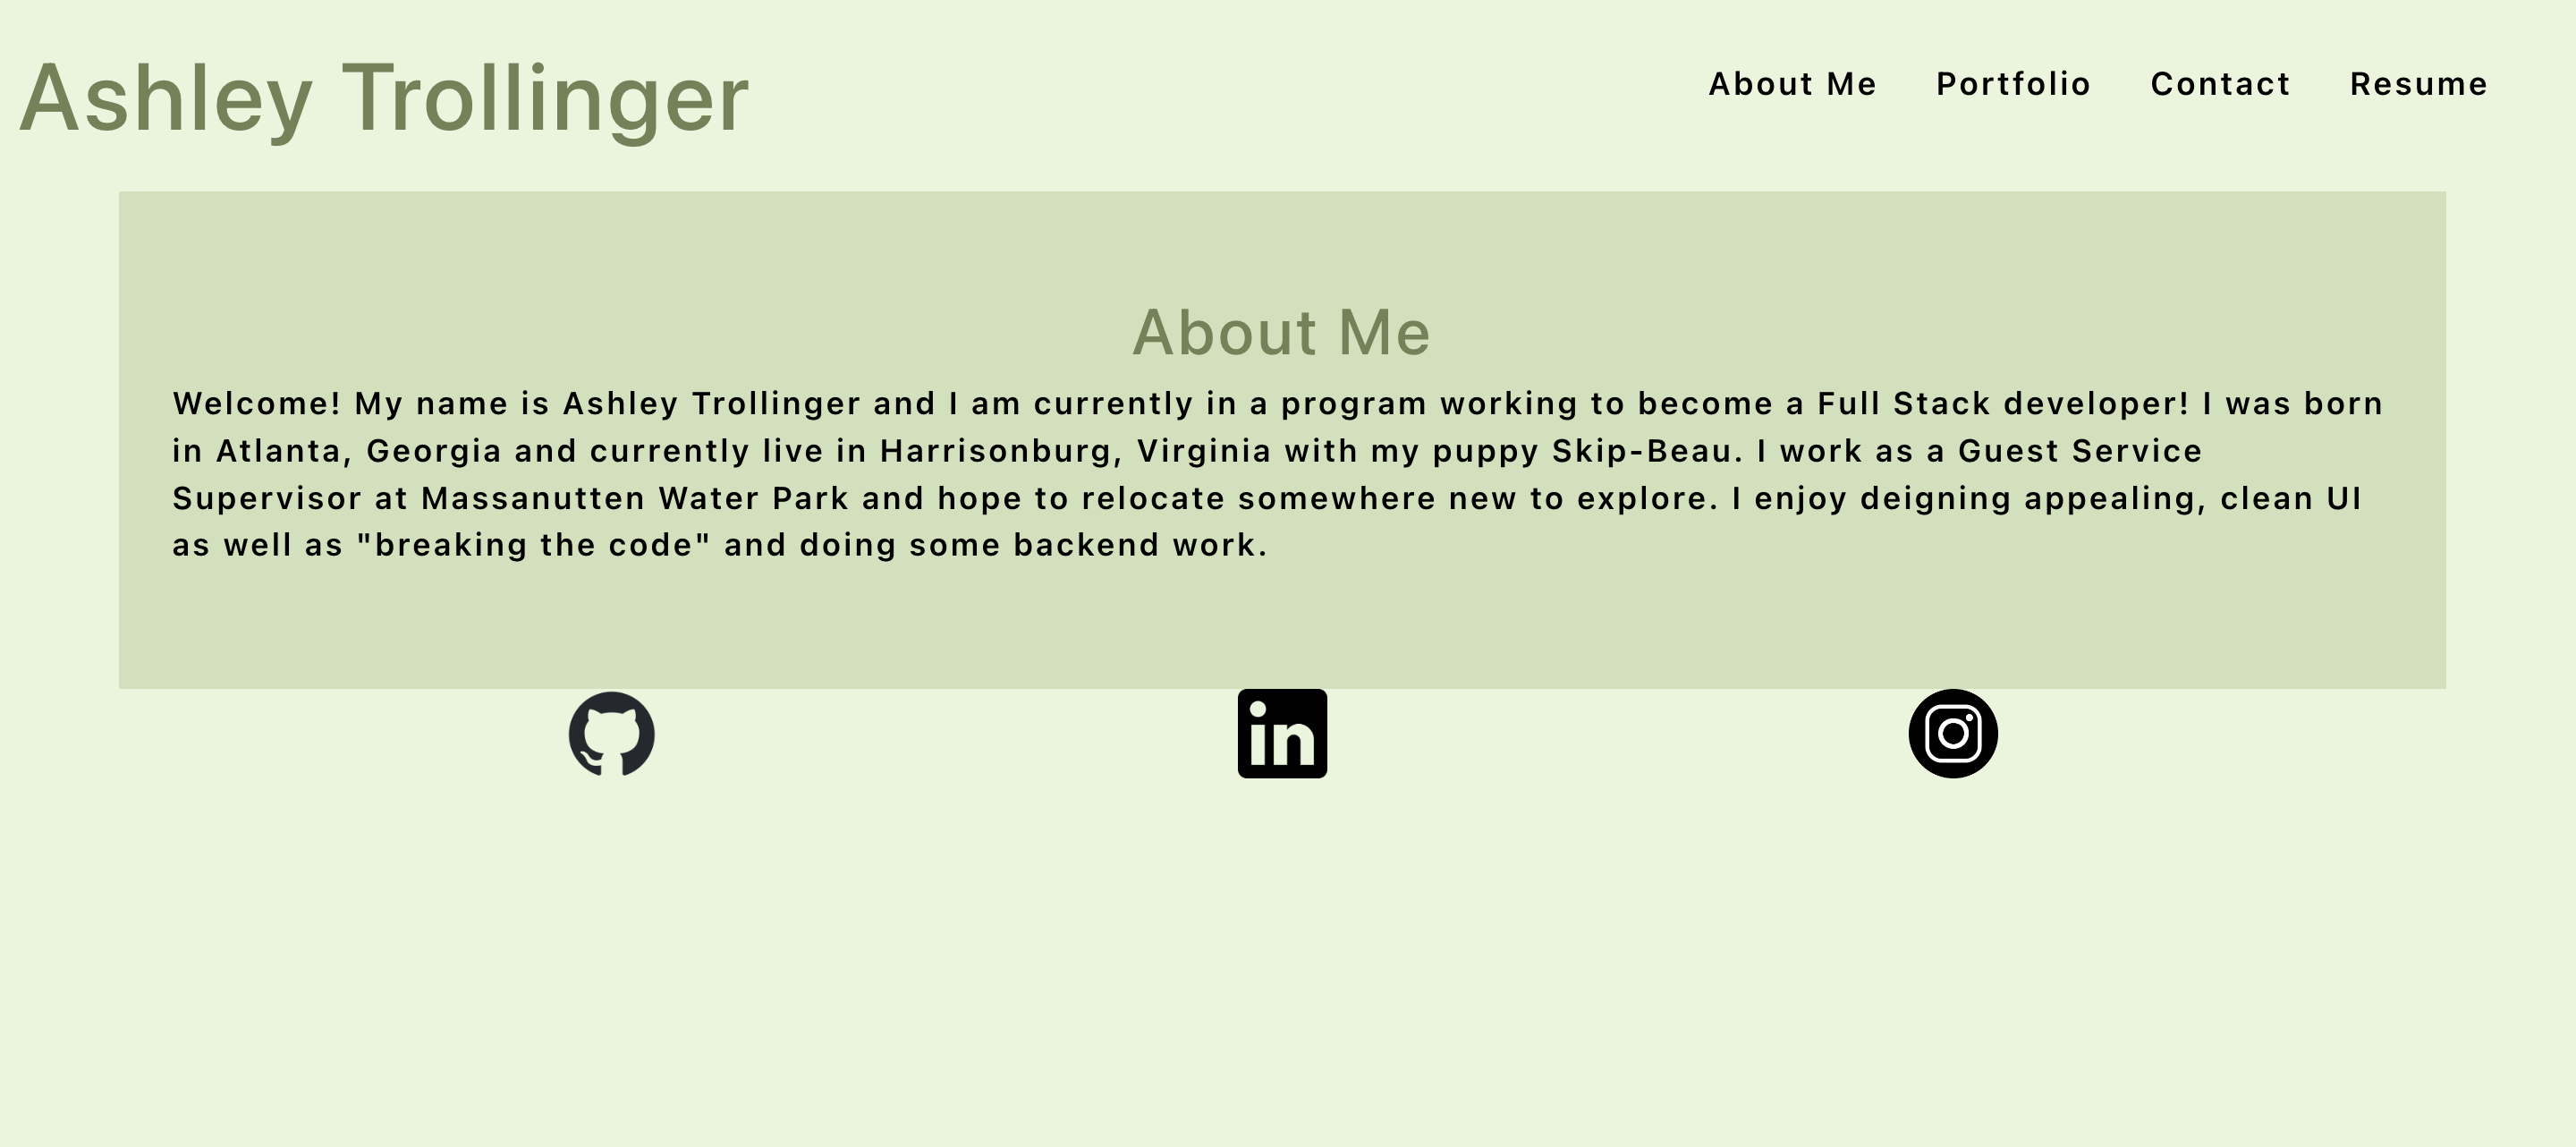 Ashley Trollinger
About Me Portfolio Contact Resume
About Me
Welcome! My name is Ashley Trollinger and I am currently in a program working to become a Full Stack developer! I was born
in Atlanta, Georgia and currently live in Harrisonburg, Virginia with my puppy Skip-Beau. I work as a Guest Service
Supervisor at Massanutten Water Park and hope to relocate somewhere new to explore. I enjoy deigning appealing, clean UI
as well as "breaking the code" and doing some backend work.
in